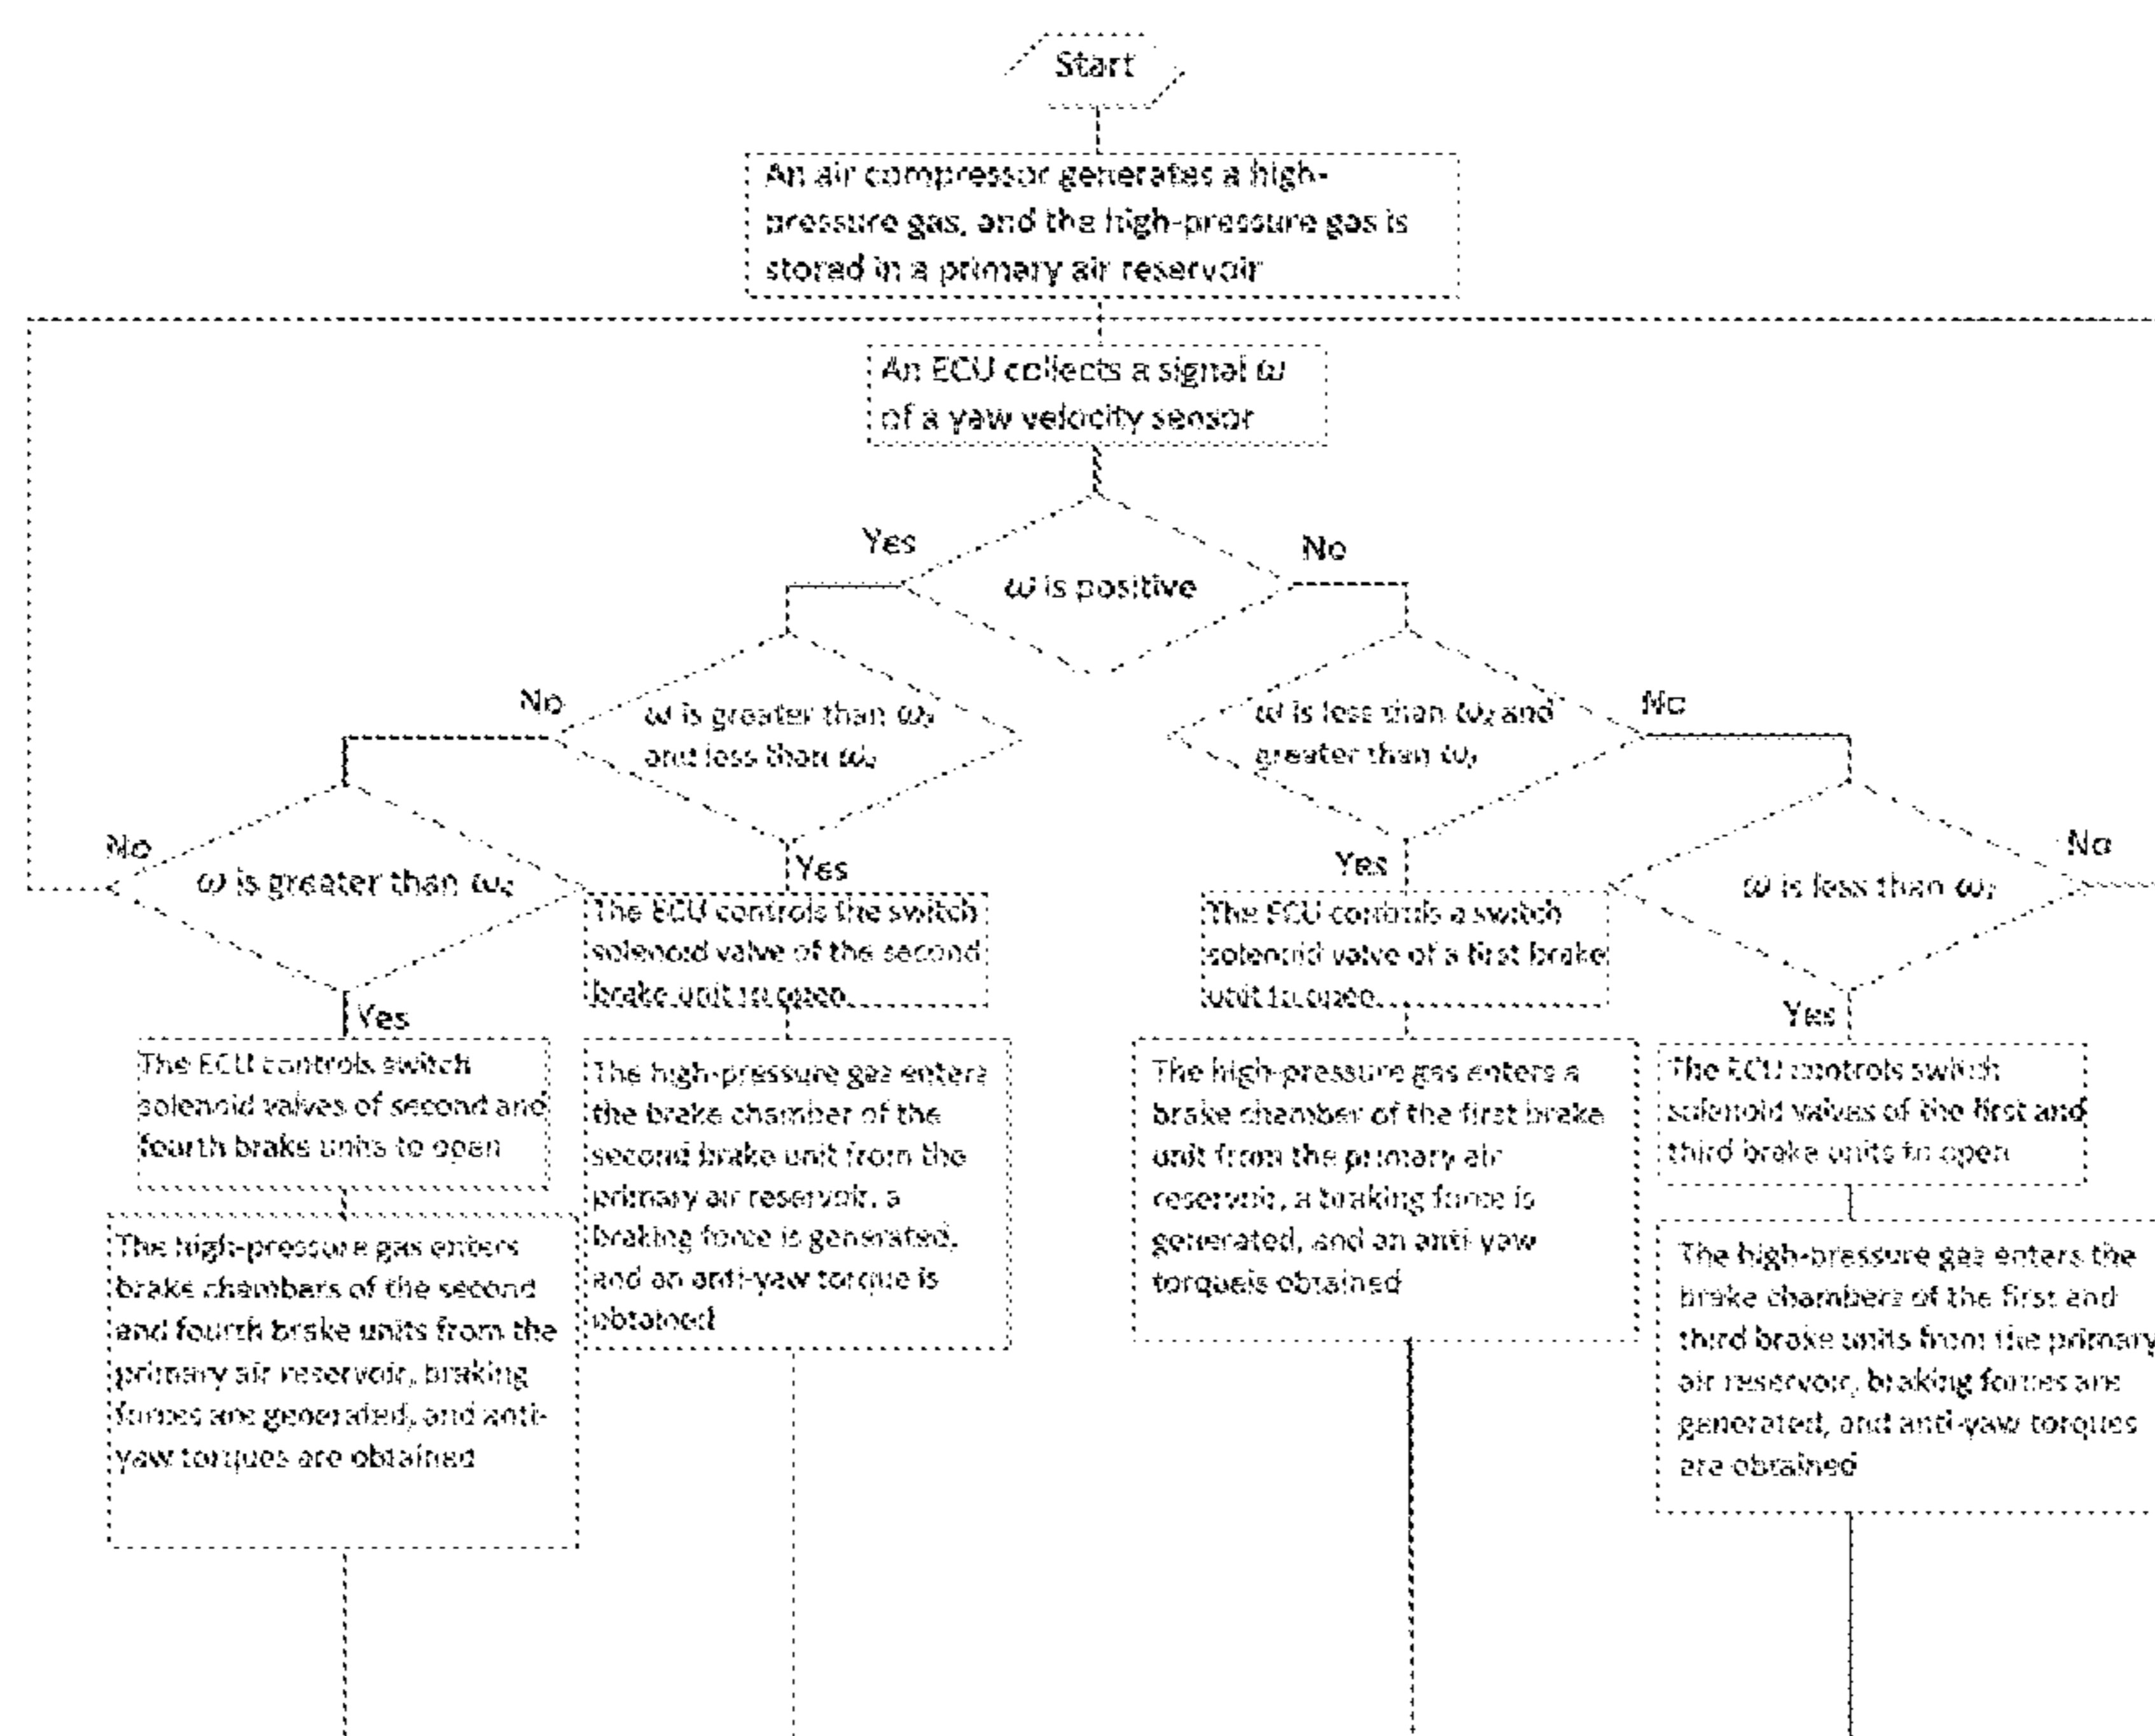 Start
An air compressor generates a high-
pressure gas, and the high-pressure gas is
stored in a primary air reservoir
An ECU collects a signal ω
of a yaw velocity sensor
Yes
No
ω is positive
No
ω is greater than
and less than
ω is less than ω₂ and
greater than
No
No
ω is greater than
Yes
Yes
ω is less than
No
The ECU controls the switch
solenoid valve of the second
brake unit to open
The ECU controls a switch
solenoid valve of a first brake
unit to open
Yes
Yes
The ECU controls switch
solenoid valves of second and
fourth brake units to open
The high-pressure gas enters
the brake chamber of the
second brake unit from the
primary air reservoir, a
braking force is generated,
and an anti-yaw torque is
obtained
The high-pressure gas enters a
brake chamber of the first brake
unit from the primary air
reservoir, a braking force is
generated, and an anti-yaw
torqueis obtained
The ECU controls switch
solenoid valves of the first and
third brake units to open
The high-pressure gas enters
brake chambers of the second
and fourth brake units from the
primary air reservoir, braking
forces are generated, and anti-
yaw torques are obtained
The high-pressure gas enters the
brake chambers of the first and
third brake units from the primary
air reservoir, braking forces are
generated, and anti-yaw torques
are obtained